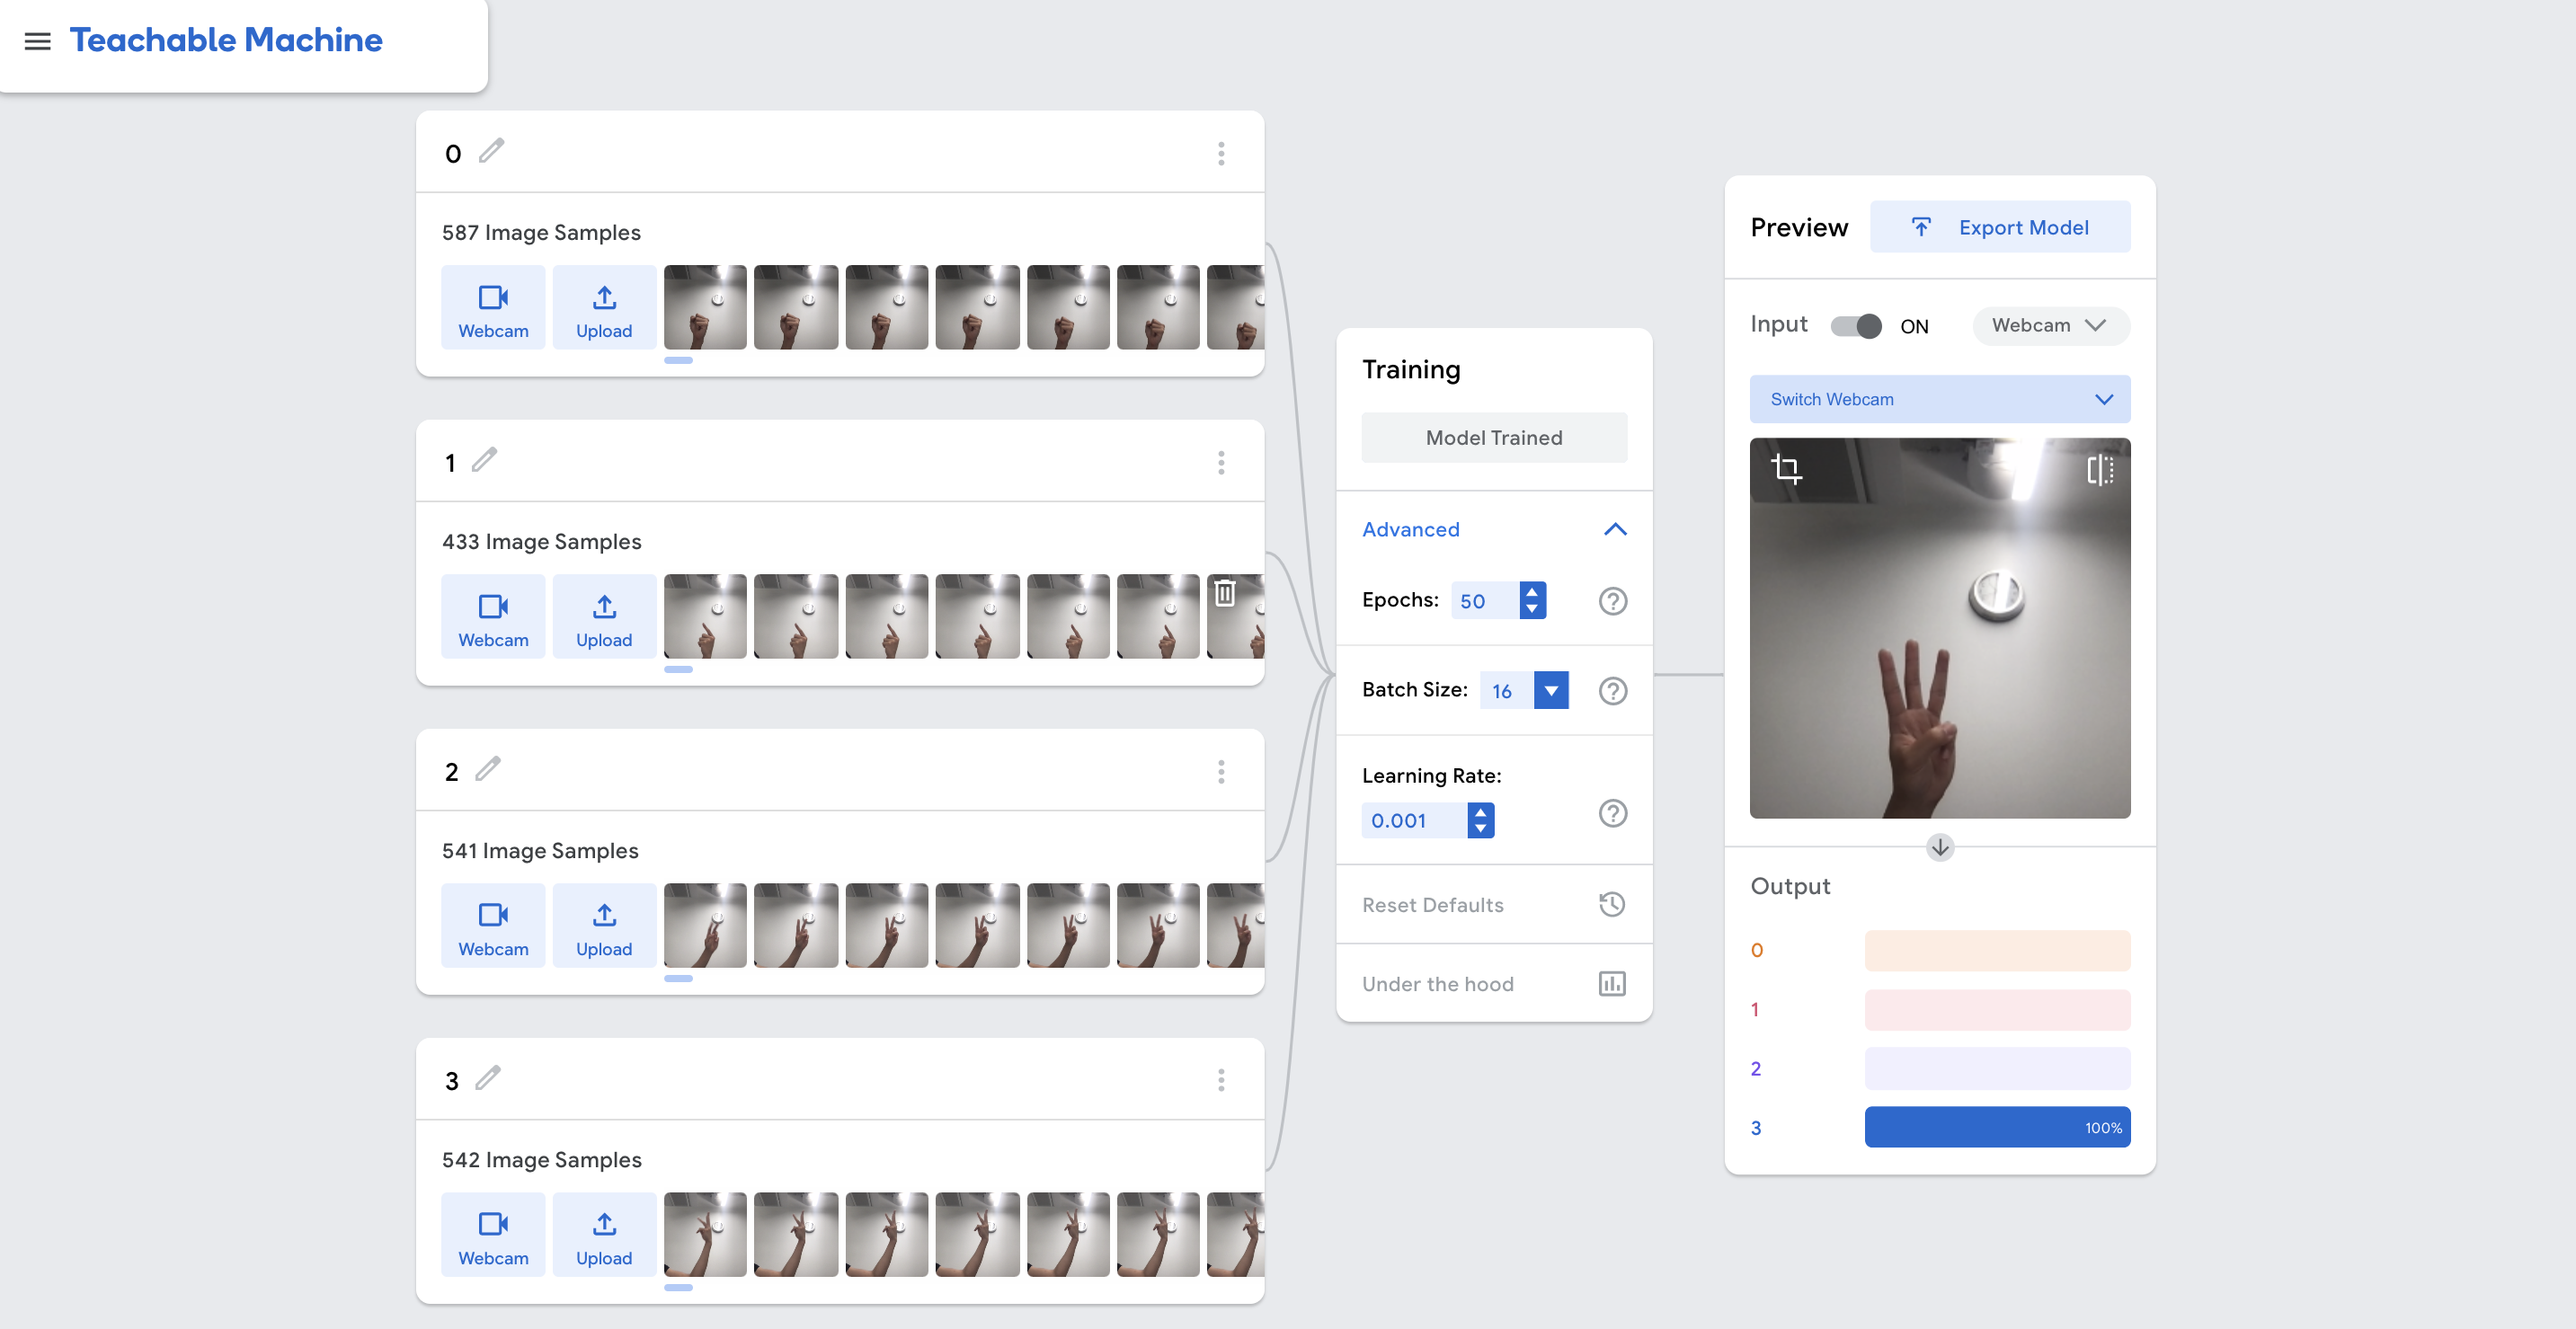 Teachable Machine
0
587 Image Samples
Webcam
Upload
1
433 Image Samples
Webcam
Upload
2
541 Image Samples
Webcam
Upload
3
542 Image Samples
Webcam
Upload
Training
Model Trained
Advanced
Epochs: 50
Batch Size: 16
Learning Rate:
0.001
Reset Defaults
Under the hood
Preview
Export Model
Input ON Webcam
Switch Webcam
Output
0
1
2
3 100%